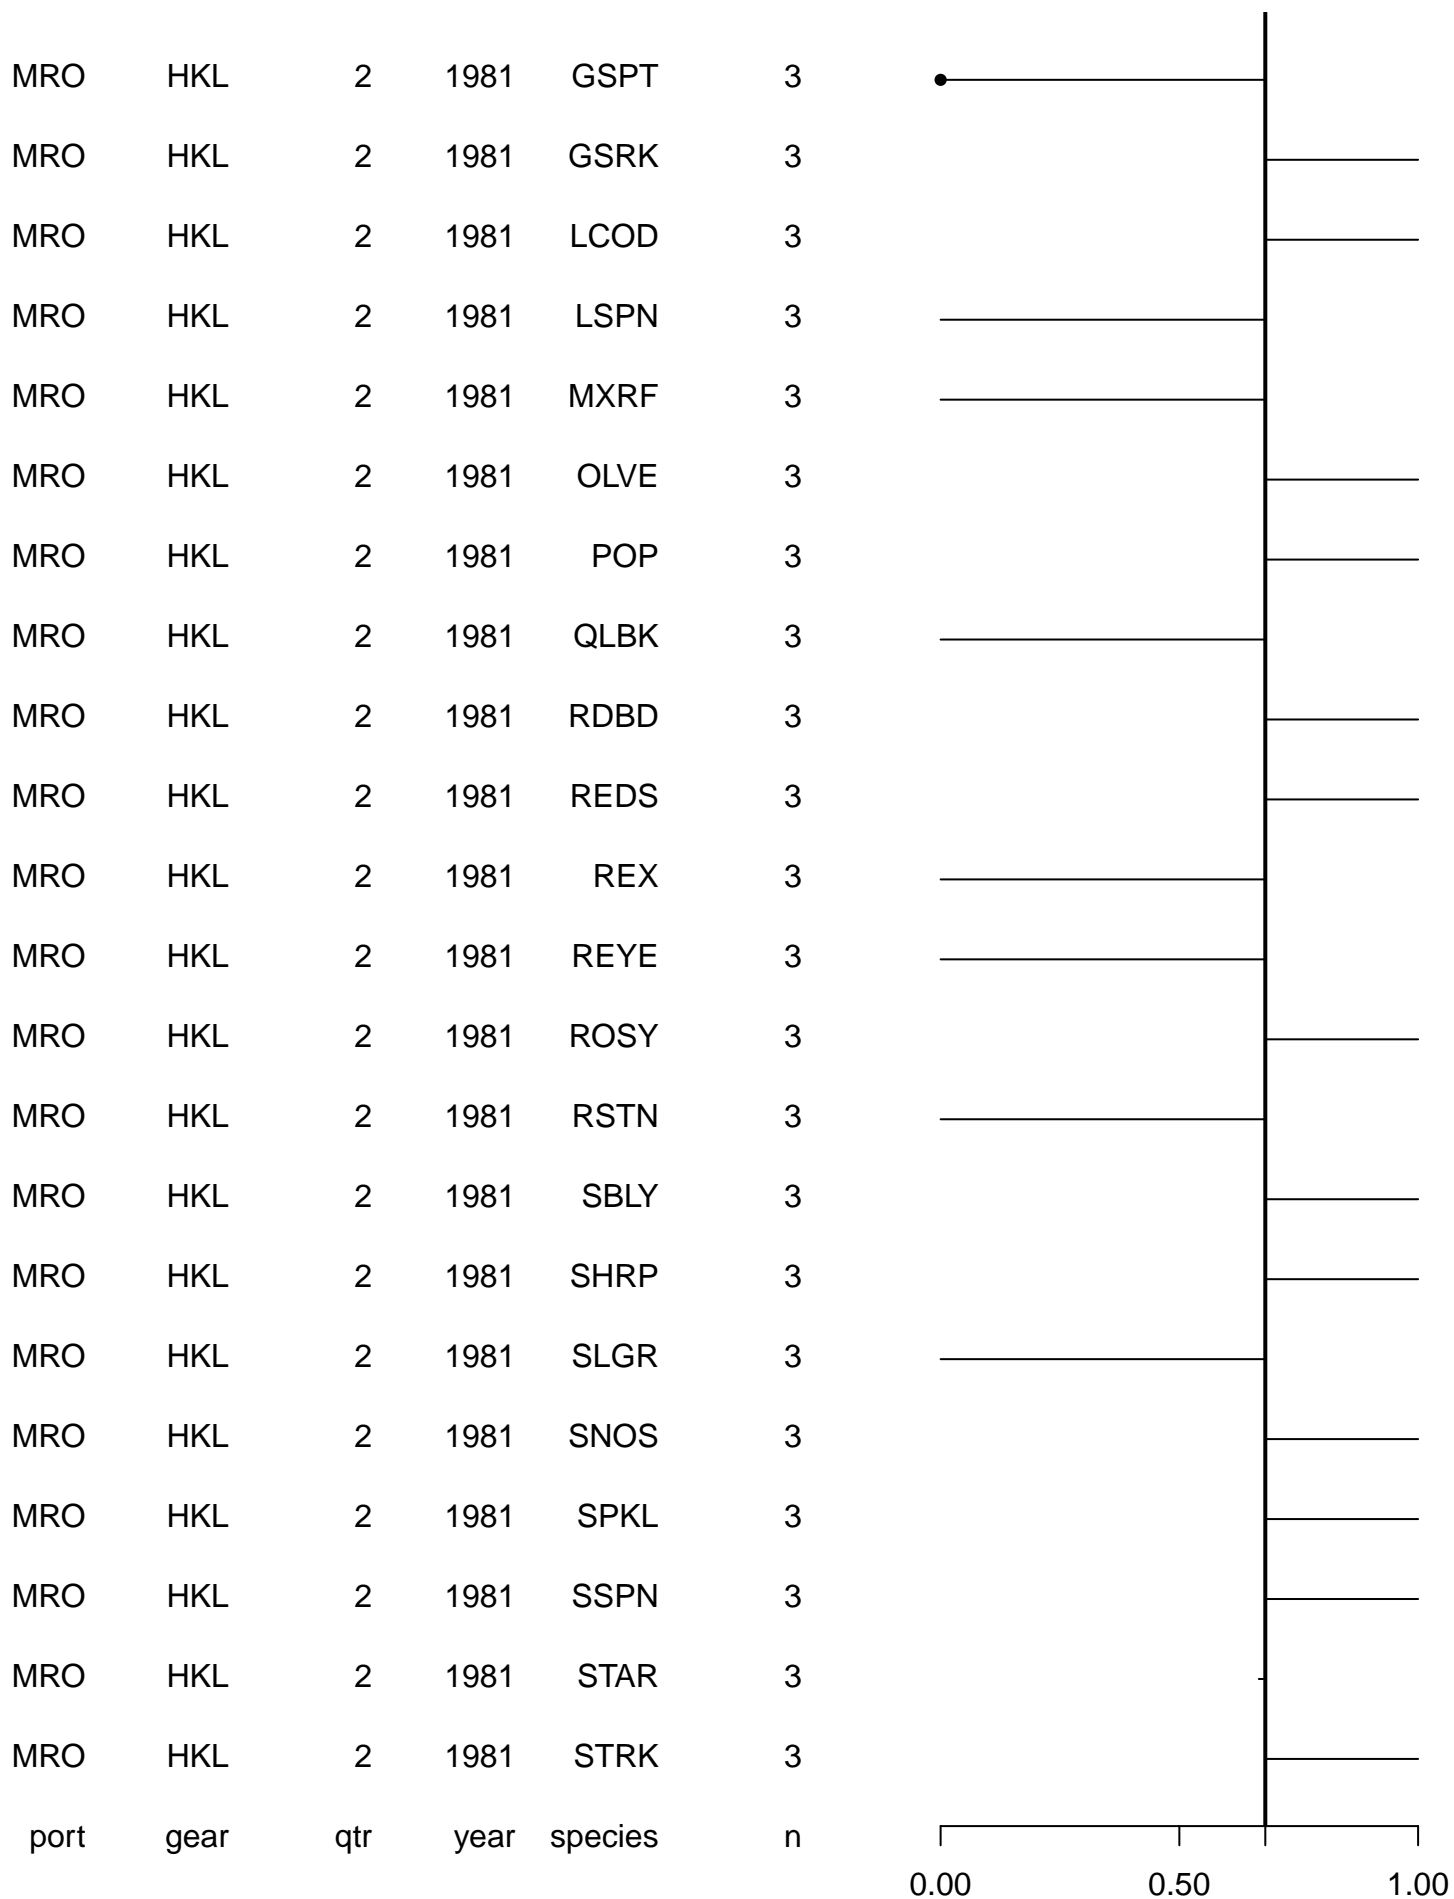 MRO HKL 2 1981 GSPT 3
MRO HKL 2 1981 GSRK 3
MRO HKL 2 1981 LCOD 3
MRO HKL 2 1981 LSPN 3
MRO HKL 2 1981 MXRF 3
MRO HKL 2 1981 OLVE 3
MRO HKL 2 1981 POP 3
MRO HKL 2 1981 QLBK 3
MRO HKL 2 1981 RDBD 3
MRO HKL 2 1981 REDS 3
MRO HKL 2 1981 REX 3
MRO HKL 2 1981 REYE 3
MRO HKL 2 1981 ROSY 3
MRO HKL 2 1981 RSTN 3
MRO HKL 2 1981 SBLY 3
MRO HKL 2 1981 SHRP 3
MRO HKL 2 1981 SLGR 3
MRO HKL 2 1981 SNOS 3
MRO HKL 2 1981 SPKL 3
MRO HKL 2 1981 SSPN 3
MRO HKL 2 1981 STAR 3
MRO HKL 2 1981 STRK 3
port gear qtr year species n
0.00 0.50 1.00